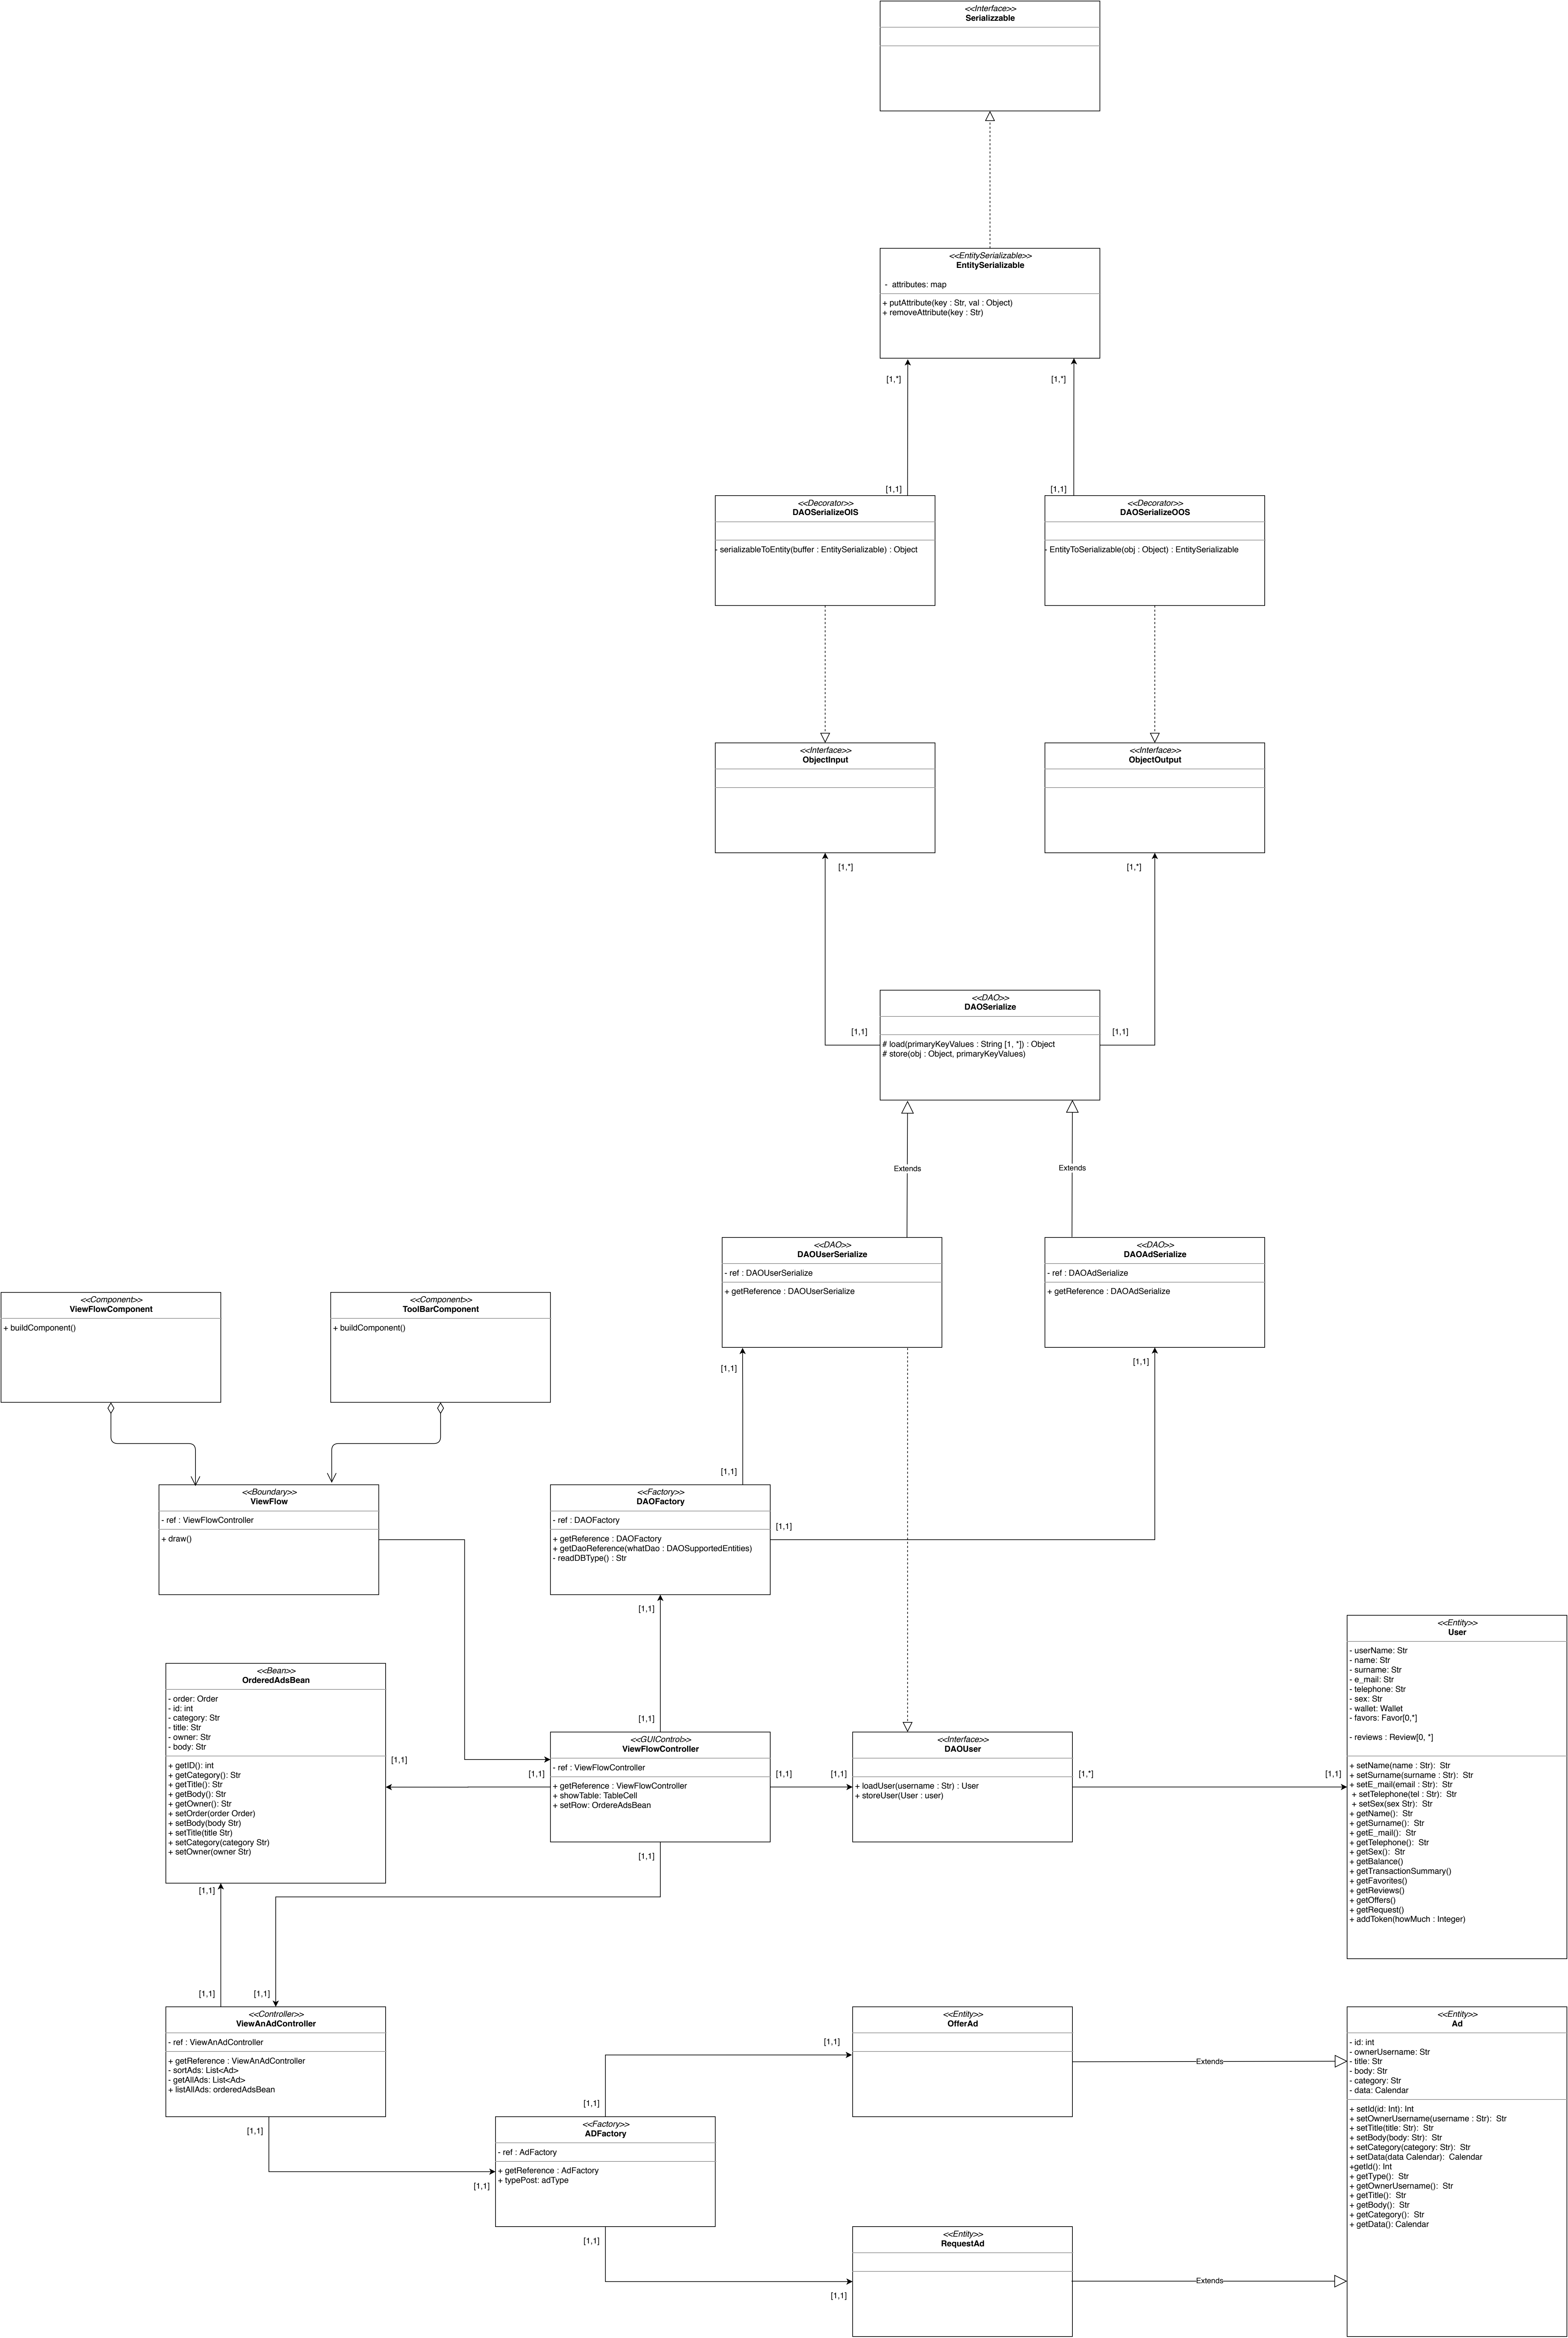 <<Interface>>
Serializzable
<<EntitySerializable>>
EntitySerializable
- attributes: map
+ putAttribute(key : Str, val : Object)
+ removeAttribute(key : Str)
[1,*]
[1,*]
[1,1]
[1,1]
<<Decorator>>
DAOSerializeOIS
- serializableToEntity(buffer : EntitySerializable) : Object
<<Decorator>>
DAOSerializeOOS
- EntityToSerializable(obj : Object) : EntitySerializable
<<Interface>>
ObjectInput
<<Interface>>
ObjectOutput
[1,*]
[1,*]
[1,1]
[1,1]
<<DAO>>
DAOSerialize
# load(primaryKeyValues : String [1, *]) : Object
# store(obj : Object, primaryKeyValues)
Extends
Extends
<<DAO>>
DAOUserSerialize
- ref : DAOUserSerialize
+ getReference : DAOUserSerialize
<<DAO>>
DAOAdSerialize
- ref : DAOAdSerialize
+ getReference : DAOAdSerialize
<<Component>>
ViewFlowComponent
+ buildComponent()
<<Component>>
ToolBarComponent
+ buildComponent()
[1,1]
[1,1]
[1,1]
<<Boundary>>
ViewFlow
- ref : ViewFlowController
+ draw()
<<Factory>>
DAOFactory
- ref : DAOFactory
+ getReference : DAOFactory
+ getDaoReference(whatDao : DAOSupportedEntities)
- readDBType() : Str
[1,1]
[1,1]
[1,1]
<<Bean>>
OrderedAdsBean
- order: Order
- id: int
- category: Str
- title: Str
- owner: Str
- body: Str
+ getID(): int
+ getCategory(): Str
+ getTitle(): Str
+ getBody(): Str
+ getOwner(): Str
+ setOrder(order Order)
+ setBody(body Str)
+ setTitle(title Str)
+ setCategory(category Str)
+ setOwner(owner Str)
[1,1]
[1,1]
<<GUIControb>>
ViewFlowController
- ref : ViewFlowController
+ getReference : ViewFlowController
+ showTable: TableCell
+ setRow: OrdereAdsBean
[1,1]
[1,1]
<<Interface>>
DAOUser
+ loadUser(username : Str) : User
+ storeUser(User : user)
[1,*]
[1,1]
<<Entity>>
User
- userName: Str
- name: Str
- surname: Str
- e_mail: Str
- telephone: Str
- sex: Str
- wallet: Wallet
- favors: Favor[0,*]
- reviews : Review[0, *]
+ setName(name : Str): Str
+ setSurname(surname : Str): Str
+ setE_mail(email : Str): Str
+ setTelephone(tel : Str): Str
+ setSex(sex Str): Str
+ getName(): Str
+ getSurname(): Str
+ getE_mail(): Str
+ getTelephone(): Str
+ getSex(): Str
+ getBalance()
+ getTransactionSummary()
+ getFavorites()
+ getReviews()
+ getOffers()
+ getRequest()
+ addToken(howMuch : Integer)
[1,1]
[1,1]
[1,1]
[1,1]
<<Controller>>
ViewAnAdController
- ref : ViewAnAdController
+ getReference : ViewAnAdController
- sortAds: List<Ad>
- getAllAds: List<Ad>
+ listAllAds: orderedAdsBean
[1,1]
[1,1]
[1,1]
[1,1]
<<Factory>>
ADFactory
- ref : AdFactory
+ getReference : AdFactory
+ typePost: adType
[1,1]
[1,1]
<<Entity>>
OfferAd
Extends
<<Entity>>
RequestAd
Extends
<<Entity>>
Ad
- id: int
- ownerUsername: Str
- title: Str
- body: Str
- category: Str
- data: Calendar
+ setId(id: Int): Int
+ setOwnerUsername(username : Str): Str
+ setTitle(title: Str): Str
+ setBody(body: Str): Str
+ setCategory(category: Str): Str
+ setData(data Calendar): Calendar
+getId(): Int
+ getType(): Str
+ getOwnerUsername(): Str
+ getTitle(): Str
+ getBody(): Str
+ getCategory(): Str
+ getData(): Calendar